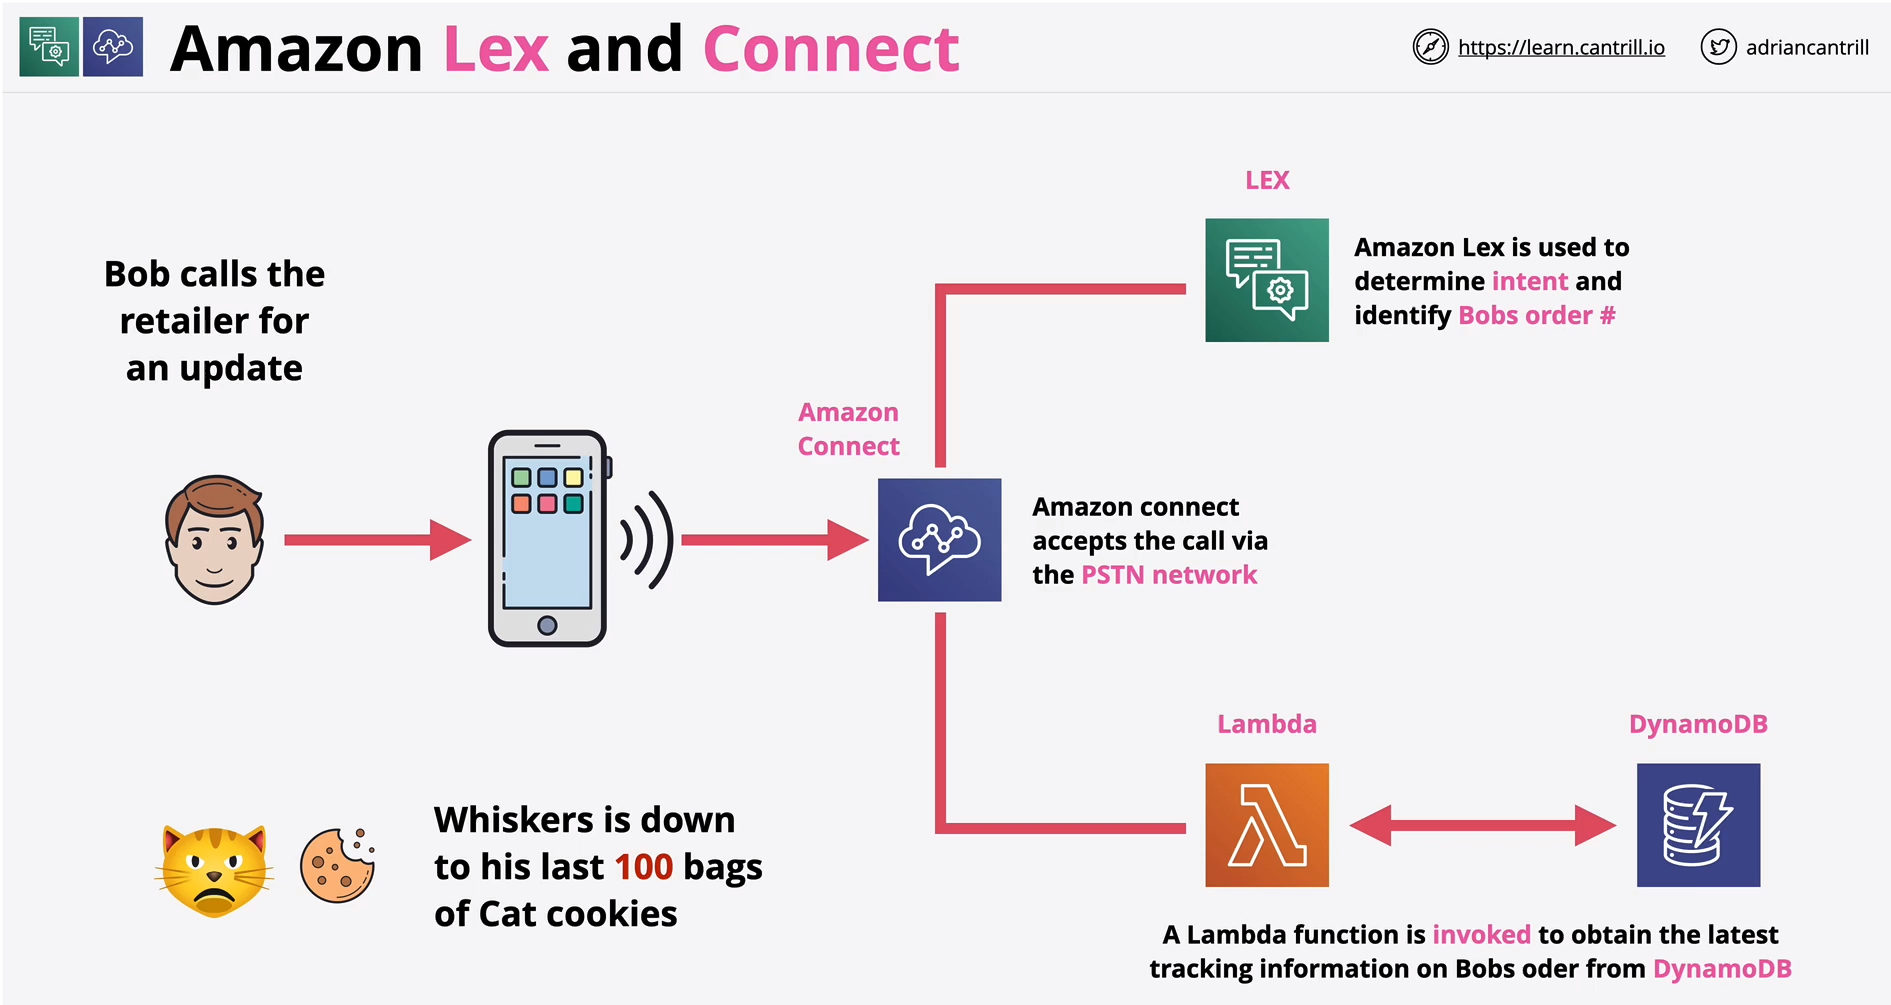 Amazon Lex and Connect
https://learn.cantrill.io
adriancantrill
Bob calls the
retailer for
an update
LEX
Amazon Lex is used to
determine intent and
identify Bobs order #
Amazon
Connect
Amazon connect
accepts the call via
the PSTN network
Whiskers is down
to his last 100 bags
of Cat cookies
Lambda
DynamoDB
A Lambda function is invoked to obtain the latest
tracking information on Bobs oder from DynamoDB